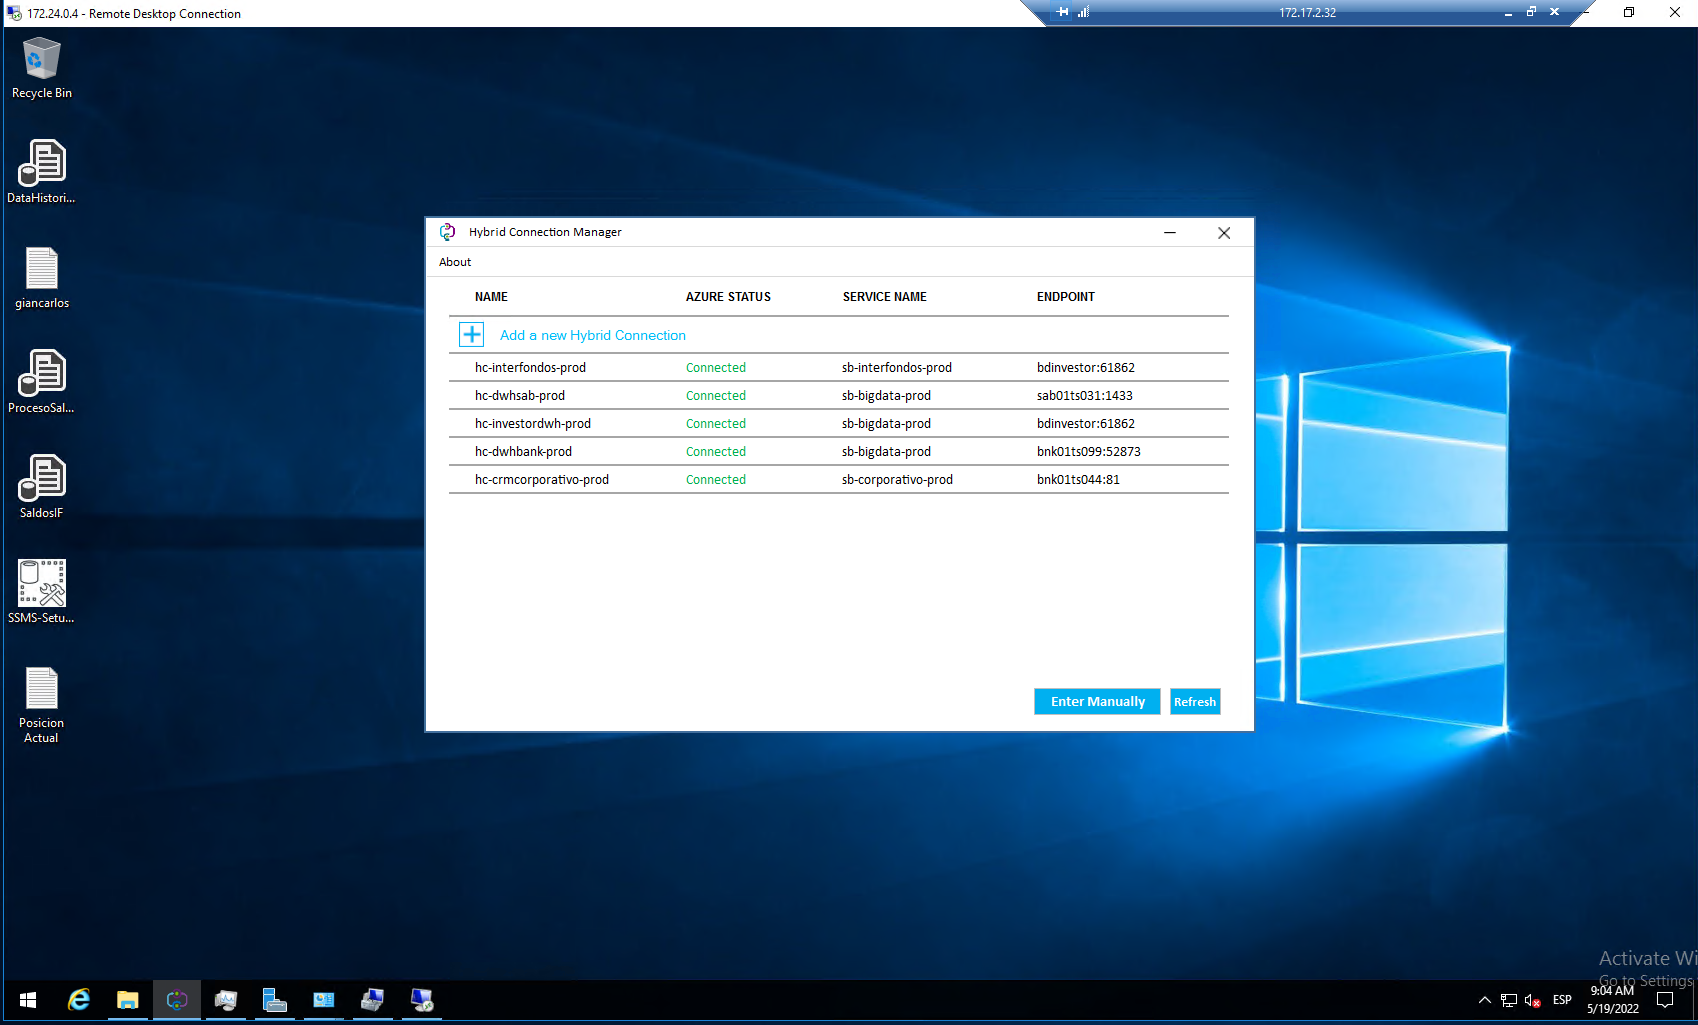 172.24.0.4 - Remote Desktop Connection
172.17.2.32
Recycle Bin
DataHistori...
giancarlos
ProcesoSal...
SaldosIF
SSMS-Setu...
Posicion
Actual
Hybrid Connection Manager
About
NAME AZURE STATUS SERVICE NAME ENDPOINT
Add a new Hybrid Connection
hc-interfondos-prod Connected sb-interfondos-prod bdinvestor:61862
hc-dwhsab-prod Connected sb-bigdata-prod sab01ts031:1433
hc-investordwh-prod Connected sb-bigdata-prod bdinvestor:61862
hc-dwhbank-prod Connected sb-bigdata-prod bnk01ts099:52873
hc-crmcorporativo-prod Connected sb-corporativo-prod bnk01ts044:81
Enter Manually Refresh
Activate Wi
Go to Settings
ESP
9:04 AM
5/19/2022